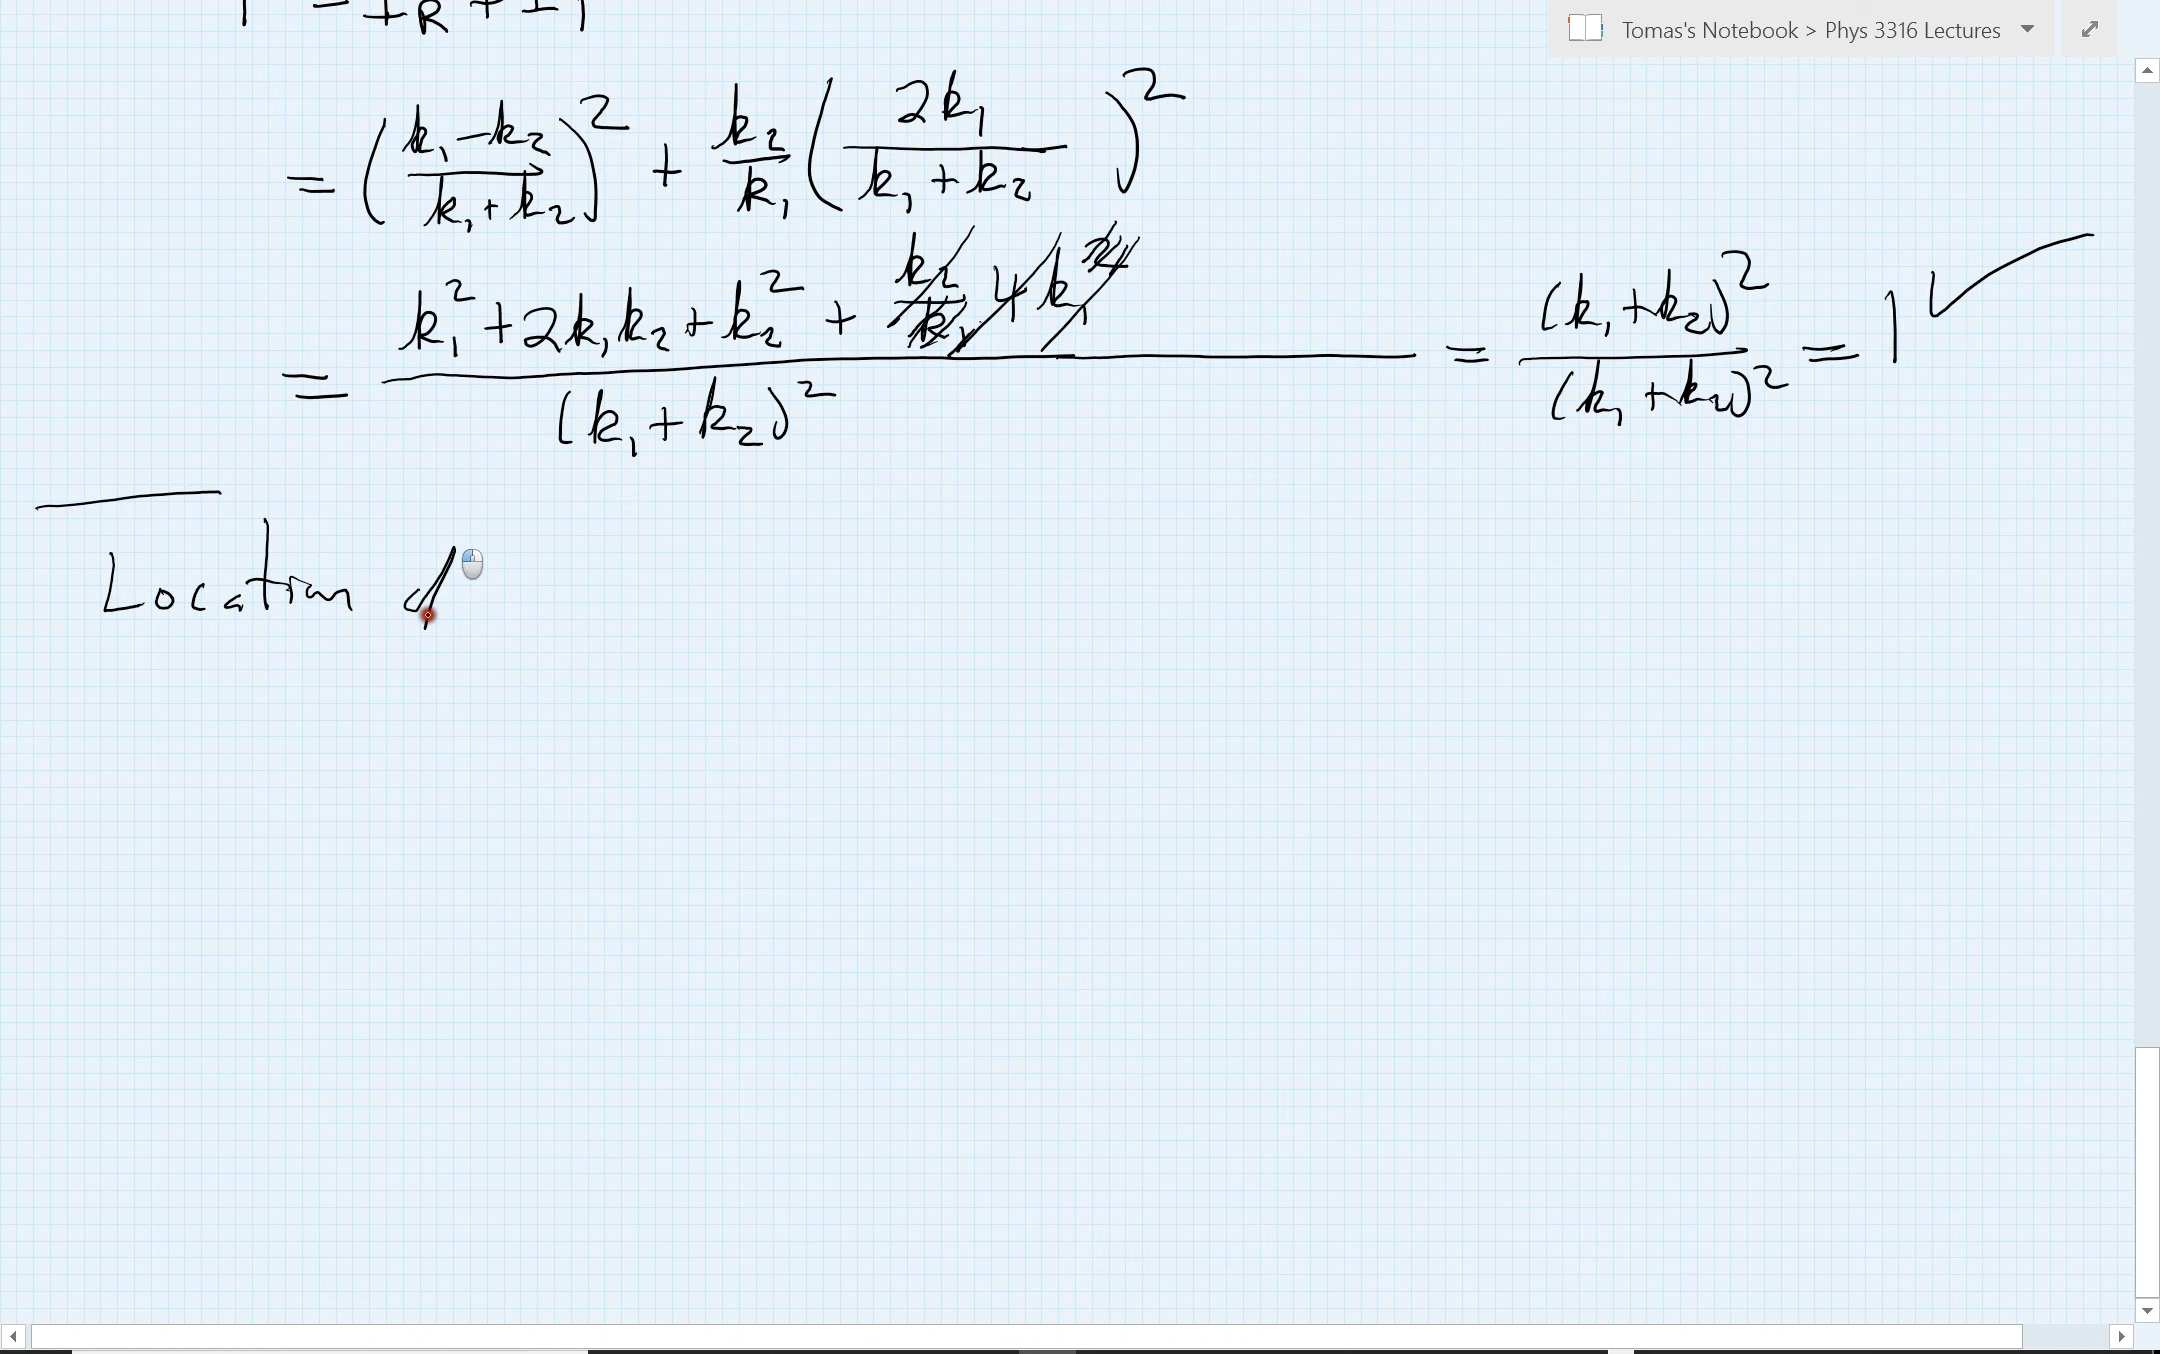 Tomas's Notebook > Phys 3316 Lectures
= ((k₁-k₂)/(k₁+k₂))² + k₂/k₁ (2k₁/(k₁+k₂))²
= (k₁²+2k₁k₂+k₂² + k₂/k₁ 4k₁²)/(k₁+k₂)² = (k₁+k₂)²/(k₁+k₂)² = 1 ✓
Location